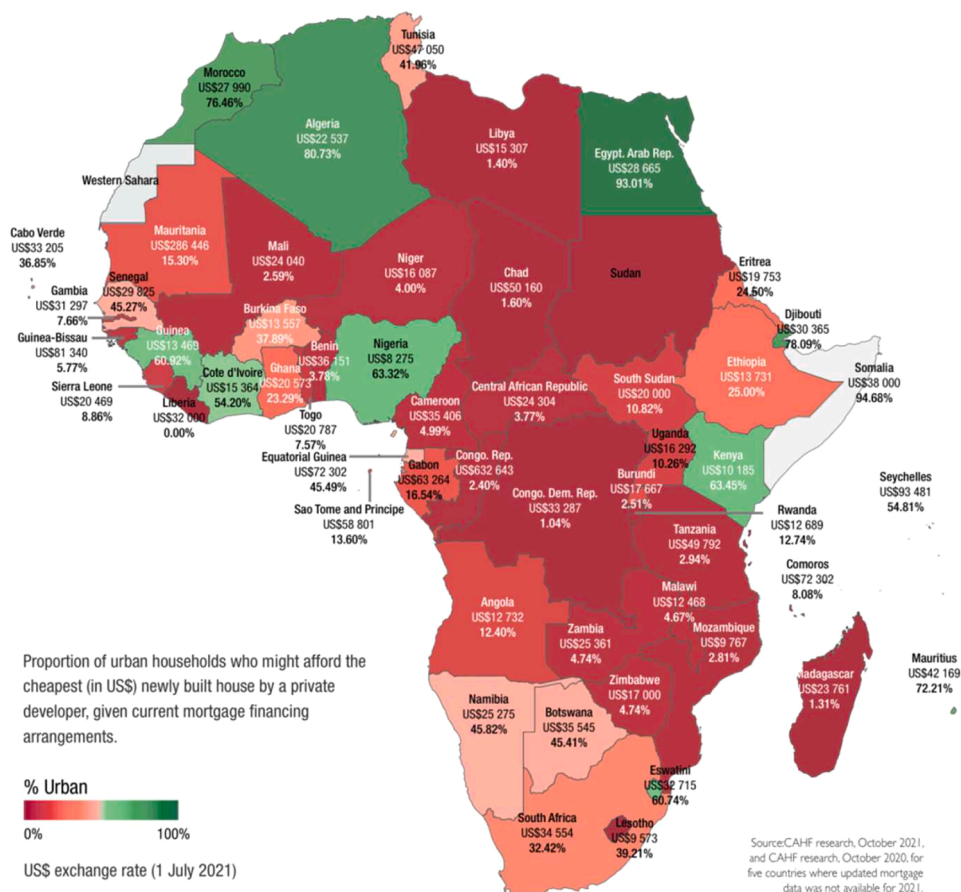 Tunisia
US$47 050
41.96%
Morocco
US$27 990
76.46%
Algeria
US$22 537
80.73%
Libya
US$15 307
1.40%
Egypt. Arab Rep.
US$28 665
93.01%
Western Sahara
Cabo Verde
US$33 205
36.85%
Mauritania
US$286 446
15.30%
Mali
US$24 040
2.59%
Niger
US$16 087
4.00%
Chad
US$50 160
1.60%
Sudan
Eritrea
US$19 753
24.50%
Senegal
US$29 825
45.27%
Gambia
US$31 297
7.66%
Guinea-Bissau
US$81 340
5.77%
Guinea
US$13 469
60.92%
Burkina Faso
US$13 557
37.89%
Djibouti
US$30 365
78.09%
Sierra Leone
US$20 469
8.86%
Liberia
US$32 000
0.00%
Cote d'Ivoire
US$15 364
54.20%
Ghana
US$20 573
23.29%
Benin
US$36 151
3.78%
Togo
US$20 787
7.57%
Nigeria
US$8 275
63.32%
Cameroon
US$35 406
4.99%
Central African Republic
US$24 304
3.77%
South Sudan
US$20 000
10.82%
Ethiopia
US$13 731
25.00%
Somalia
US$38 000
94.68%
Equatorial Guinea
US$72 302
45.49%
Sao Tome and Principe
US$58 801
13.60%
Gabon
US$63 264
16.54%
Congo. Rep.
US$632 643
2.40%
Congo. Dem. Rep.
US$33 287
1.04%
Uganda
US$16 292
10.26%
Kenya
US$10 185
63.45%
Burundi
US$17 667
2.51%
Rwanda
US$12 689
12.74%
Seychelles
US$93 481
54.81%
Tanzania
US$49 792
2.94%
Comoros
US$72 302
8.08%
Angola
US$12 732
12.40%
Malawi
US$12 468
4.67%
Zambia
US$25 361
4.74%
Mozambique
US$9 767
2.81%
Zimbabwe
US$17 000
4.74%
Madagascar
US$23 761
1.31%
Mauritius
US$42 169
72.21%
Namibia
US$25 275
45.82%
Botswana
US$35 545
45.41%
Eswatini
US$32 715
60.74%
South Africa
US$34 554
32.42%
Lesotho
US$9 573
39.21%
Proportion of urban households who might afford the
cheapest (in US$) newly built house by a private
developer, given current mortgage financing
arrangements.
% Urban
0% 100%
US$ exchange rate (1 July 2021)
Source:CAHF research, October 2021,
and CAHF research, October 2020, for
five countries where updated mortgage
data was not available for 2021.